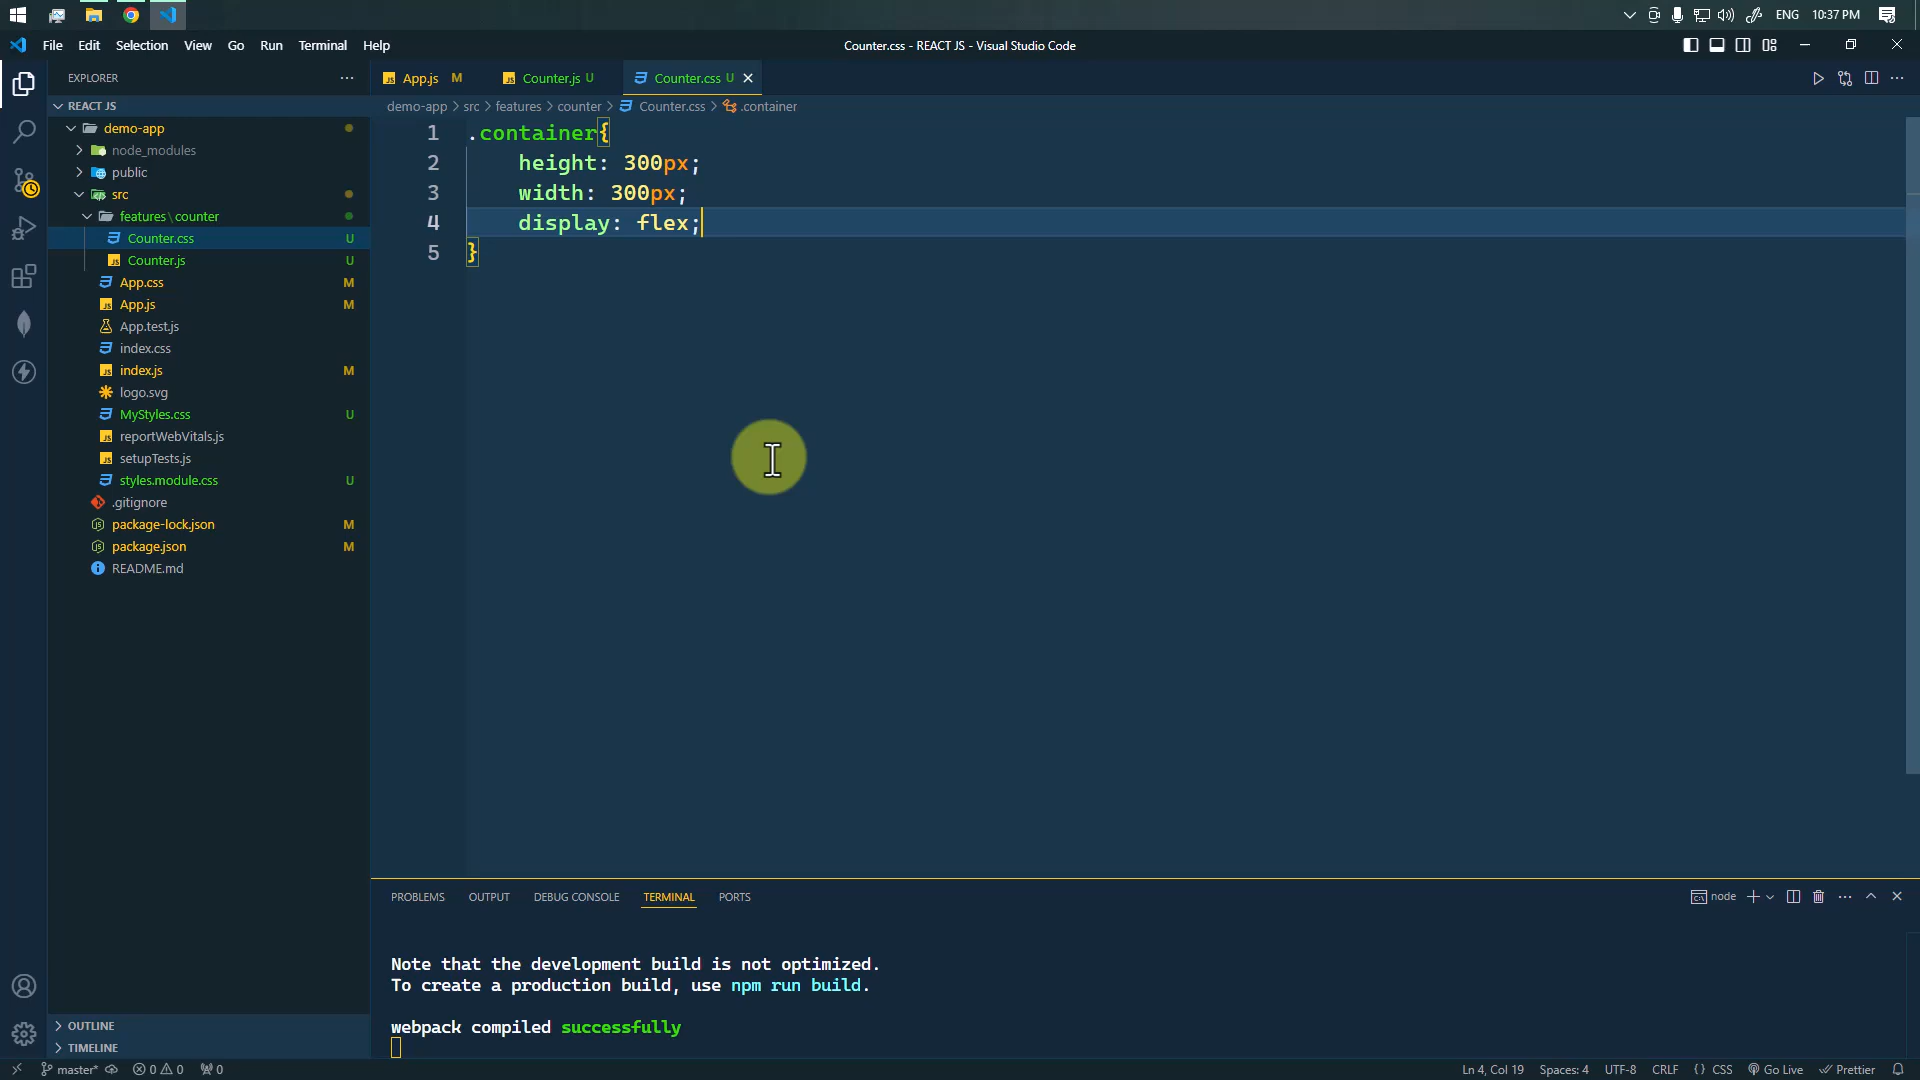 ENG 10:37 PM
File Edit Selection View Go Run Terminal Help
Counter.css - REACT JS - Visual Studio Code
EXPLORER
REACT JS
demo-app
node_modules
public
src
features\counter
Counter.css U
Counter.js U
App.css M
App.js M
App.test.js
index.css
index.js M
logo.svg
MyStyles.css U
reportWebVitals.js
setupTests.js
styles.module.css U
.gitignore
package-lock.json M
package.json M
README.md
OUTLINE
TIMELINE
App.js M Counter.js U Counter.css U
demo-app > src > features > counter > Counter.css > .container
1 .container{
2 height: 300px;
3 width: 300px;
4 display: flex;
5 }
PROBLEMS OUTPUT DEBUG CONSOLE TERMINAL PORTS
node
Note that the development build is not optimized.
To create a production build, use npm run build.
webpack compiled successfully
master* 0 0 0
Ln 4, Col 19 Spaces: 4 UTF-8 CRLF { } CSS Go Live Prettier